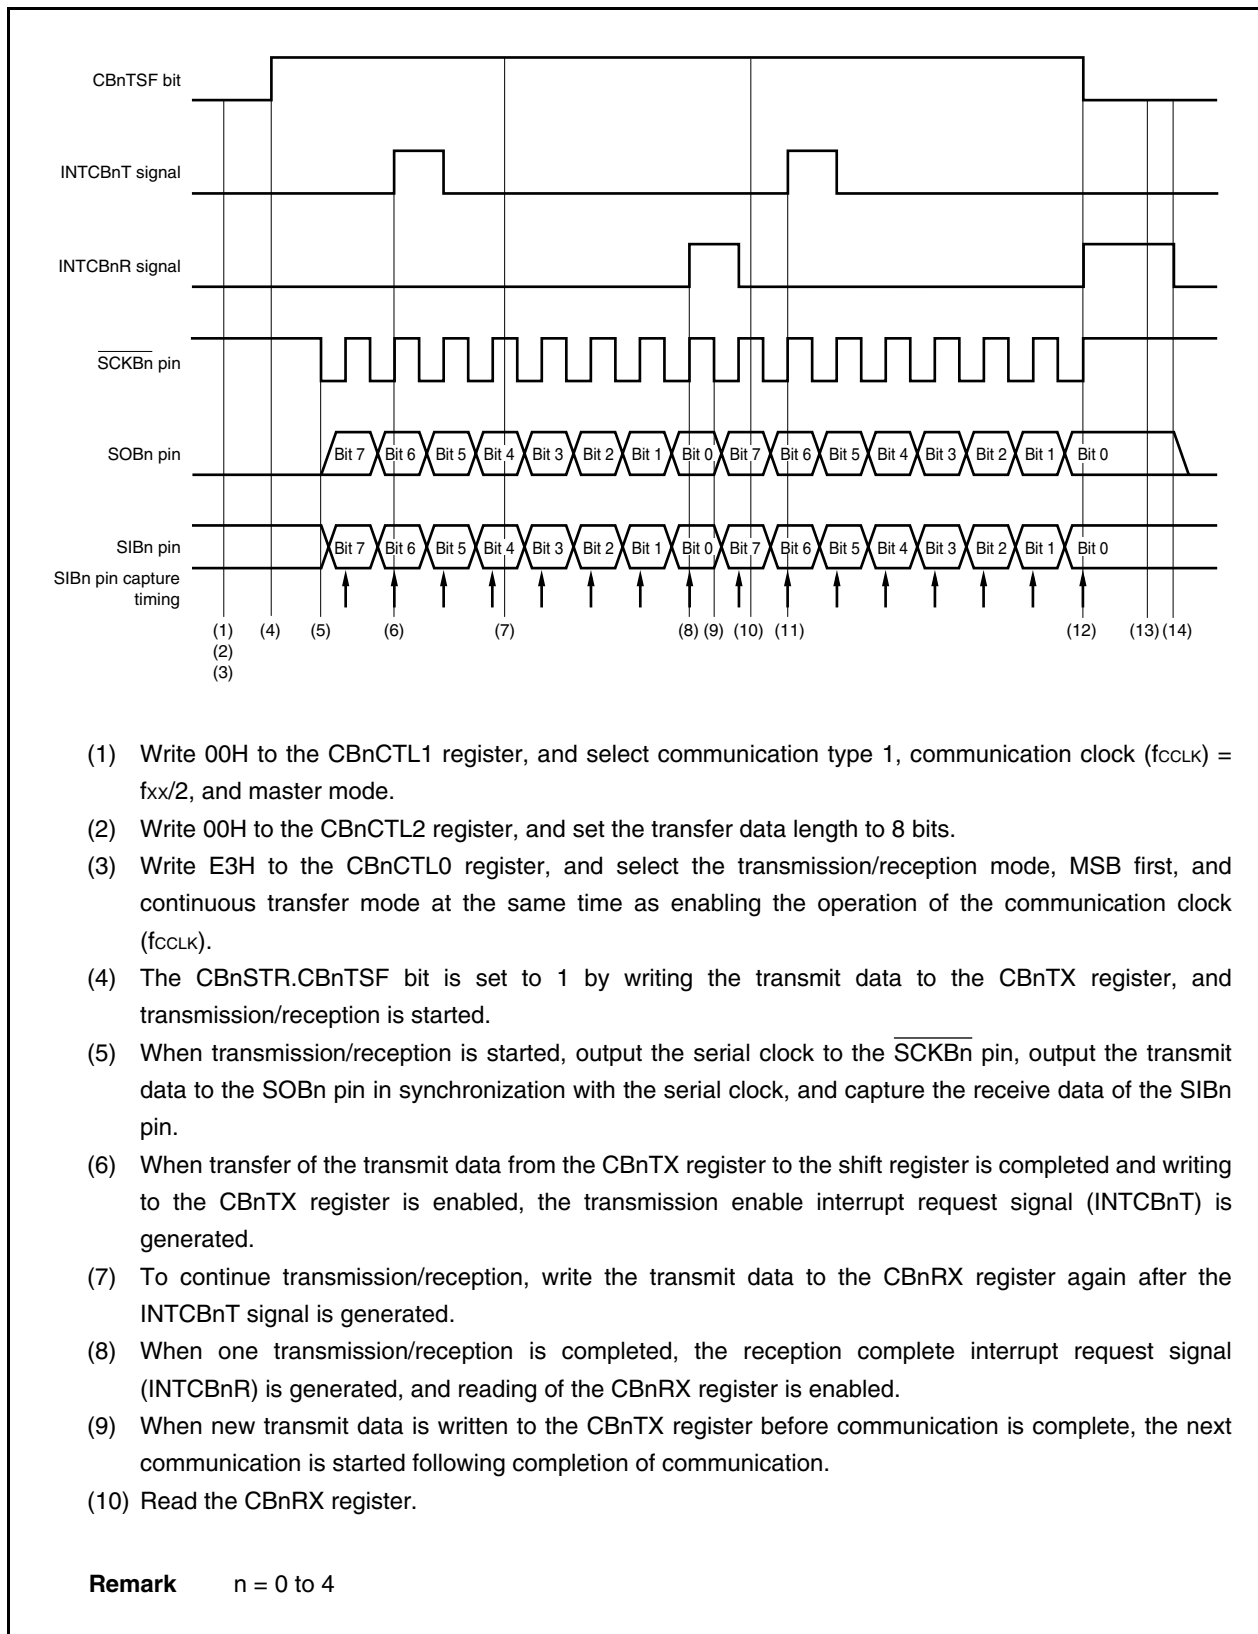 CBnTSF bit
INTCBnT signal
INTCBnR signal
SCKBn pin
SOBn pin
Bit 7 Bit 6 Bit 5 Bit 4 Bit 3 Bit 2 Bit 1 Bit 0 Bit 7 Bit 6 Bit 5 Bit 4 Bit 3 Bit 2 Bit 1 Bit 0
SIBn pin
Bit 7 Bit 6 Bit 5 Bit 4 Bit 3 Bit 2 Bit 1 Bit 0 Bit 7 Bit 6 Bit 5 Bit 4 Bit 3 Bit 2 Bit 1 Bit 0
SIBn pin capture
timing
(1) (4) (5) (6) (7) (8) (9) (10) (11) (12) (13) (14)
(2)
(3)
(1) Write 00H to the CBnCTL1 register, and select communication type 1, communication clock (fCCLK) =
fXX/2, and master mode.
(2) Write 00H to the CBnCTL2 register, and set the transfer data length to 8 bits.
(3) Write E3H to the CBnCTL0 register, and select the transmission/reception mode, MSB first, and
continuous transfer mode at the same time as enabling the operation of the communication clock
(fCCLK).
(4) The CBnSTR.CBnTSF bit is set to 1 by writing the transmit data to the CBnTX register, and
transmission/reception is started.
(5) When transmission/reception is started, output the serial clock to the SCKBn pin, output the transmit
data to the SOBn pin in synchronization with the serial clock, and capture the receive data of the SIBn
pin.
(6) When transfer of the transmit data from the CBnTX register to the shift register is completed and writing
to the CBnTX register is enabled, the transmission enable interrupt request signal (INTCBnT) is
generated.
(7) To continue transmission/reception, write the transmit data to the CBnRX register again after the
INTCBnT signal is generated.
(8) When one transmission/reception is completed, the reception complete interrupt request signal
(INTCBnR) is generated, and reading of the CBnRX register is enabled.
(9) When new transmit data is written to the CBnTX register before communication is complete, the next
communication is started following completion of communication.
(10) Read the CBnRX register.
Remark n = 0 to 4